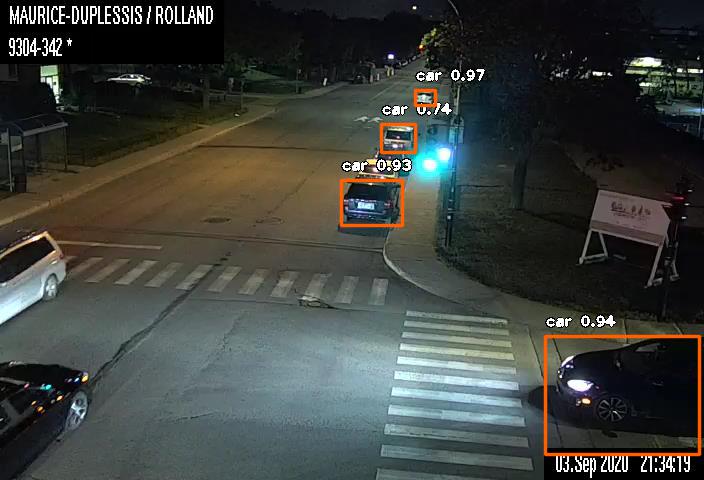 MAURICE-DUPLESSIS / ROLLAND
9304-342 *
car 0.97
car 0.74
car 0.93
car 0.94
03.Sep 2020 21:34:19